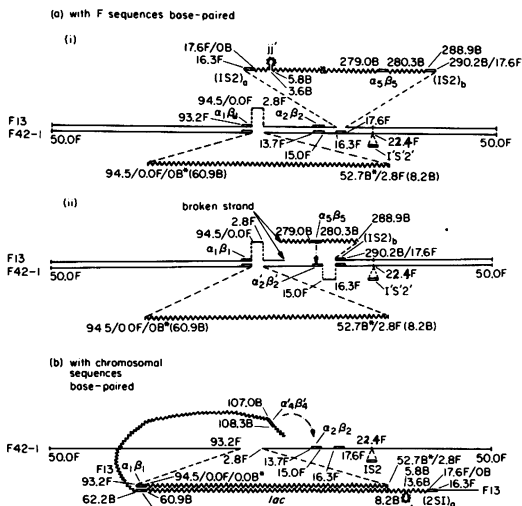 (a) with F sequences base-paired
(i)
jj'
17.6F/0B
16.3F
5.8B
3.6B
279.0B
280.3B
288.9B
290.2B/17.6F
(IS2)a
α5β5
(IS2)b
94.5/0.0F
2.8F
α1β1
93.2F
α2β2
17.6F
F13
F42-1
50.0F
13.7F
15.0F
16.3F
22.4F
I'S'2'
50.0F
94.5/0.0F/0B*(60.9B)
52.7B*/2.8F(8.2B)
(ii)
broken strand
2.8F
94.5/0.0F
279.0B
280.3B
α5β5
288.9B
(IS2)b
290.2B/17.6F
α1β1
F13
F42-1
50.0F
α2'β2'
15.0F
16.3F
22.4F
I'S'2'
50.0F
94.5/0.0F/0B*(60.9B)
52.7B*/2.8F(8.2B)
(b) with chromosomal
sequences
base-paired
107.0B
108.3B
α4'β4'
93.2F
α2β2
22.4F
F42-1
50.0F
2.8F
13.7F
15.0F
16.3F
17.6F
IS2
50.0F
F13
93.2F
α1β1
94.5/0.0F/0.0B*
52.7B*/2.8F
5.8B
3.6B
17.6F/0B
16.3F
F13
62.2B
60.9B
lac
8.2B
(2SI)a